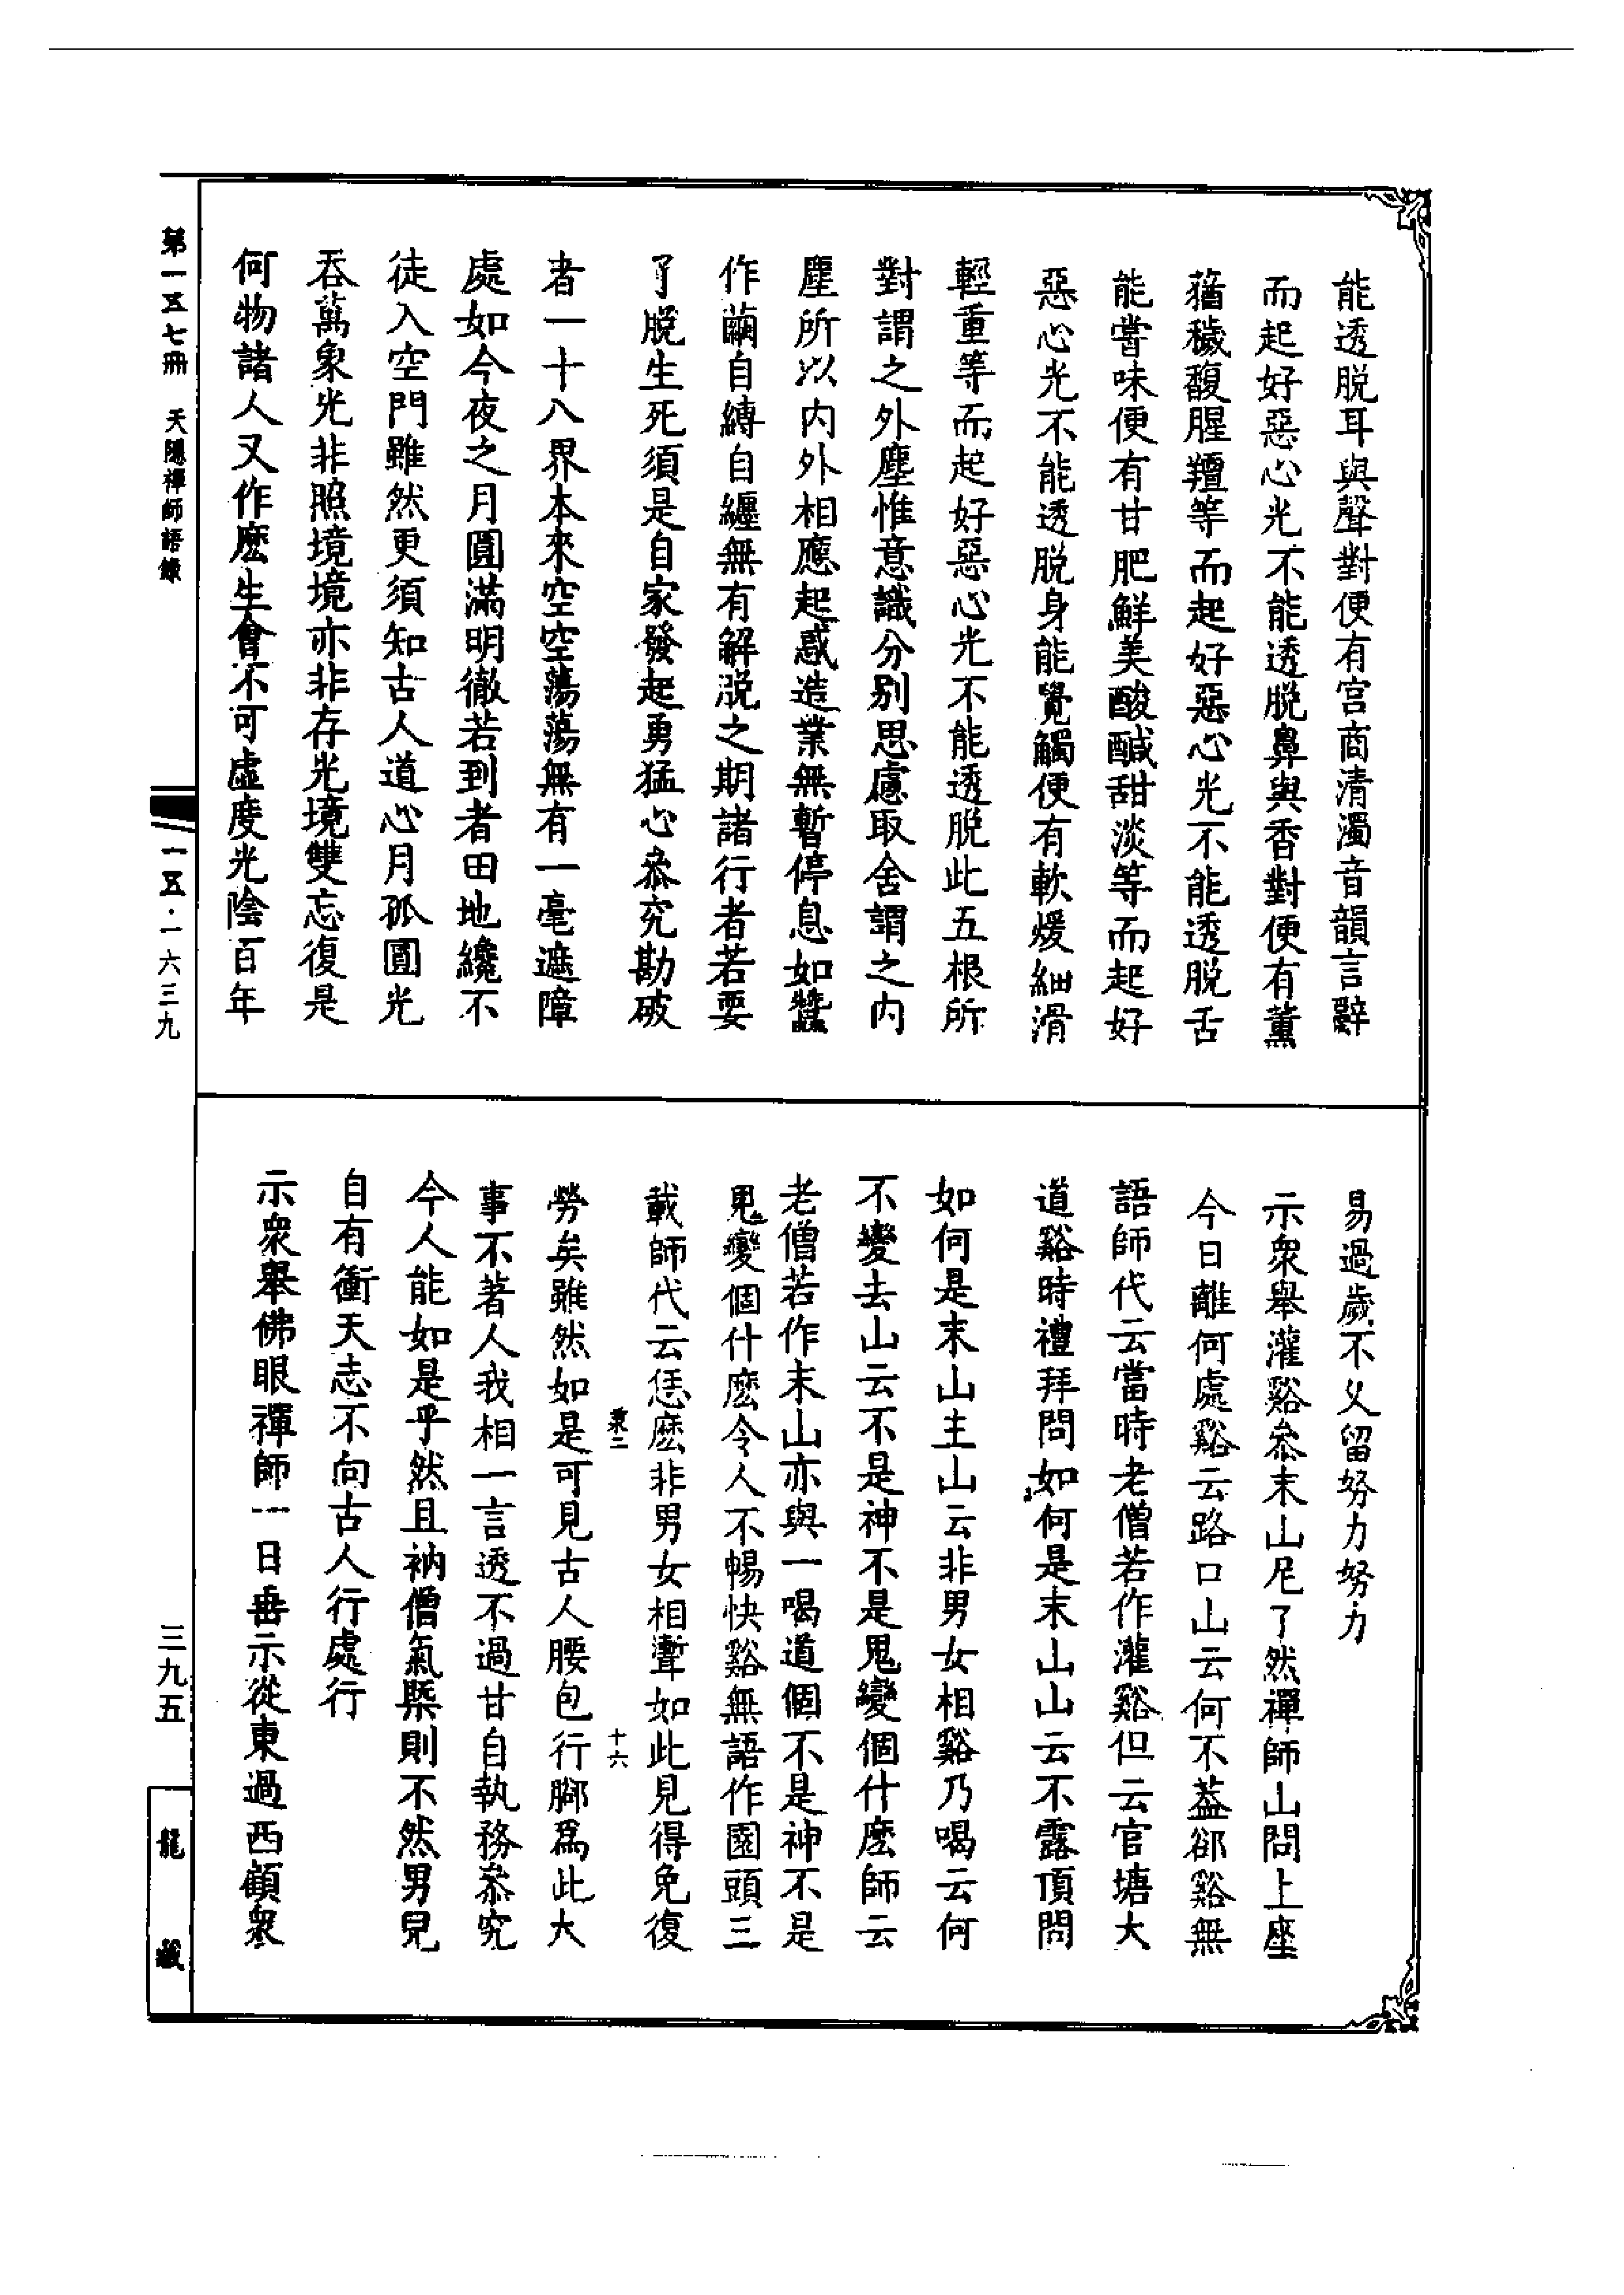 能透脫耳與聲對便有宮商清濁音韻言辭
而起好惡心光不能透脫鼻與香對便有薰
蕕穢馥腥羶等而起好惡心光不能透脫舌
能嘗味便有甘肥鮮美酸鹹甜淡等而起好
惡心光不能透脫身能覺觸便有軟煖細滑
輕重等而起好惡心光不能透脫此五根所
對謂之外塵惟意識分別思慮取舍謂之內
塵所以內外相應起惑造業無暫停息如蠶
作繭自縛自纏無有解脫之期諸行者若要
了脫生死須是自家發起勇猛心叅究勘破
者一十八界本來空空蕩蕩無有一毫遮障
處如今夜之月圓滿明徹若到者田地纔不
徒入空門雖然更須知古人道心月孤圓光
吞萬象光非照境境亦非存光境雙忘復是
何物諸人又作麼生會不可虛度光陰百年
易過歲不乆留努力努力
示衆舉灌谿叅末山尼了然禪師山問上座
今日離何處谿云路口山云何不葢郤谿無
語師代云當時老僧若作灌谿但云官塘大
道谿時禮拜問如何是末山山云不露頂問
如何是末山主山云非男女相谿乃喝云何
不變去山云不是神不是鬼變個什麼師云
老僧若作末山亦與一喝道個不是神不是
鬼變個什麼令人不暢快谿無語作園頭三
載師代云恁麼非男女相聻如此見得免復
勞矣雖然如是可見古人腰包行腳爲此大
事不著人我相一言透不過甘自執務叅究
今人能如是乎然且衲僧氣槩則不然男兒
自有衝天志不向古人行處行
示衆舉佛眼禪師一日垂示從東過西顧衆
十六
第一五七冊 天隱禪師語錄
一五·一六三九
三九五
龍藏